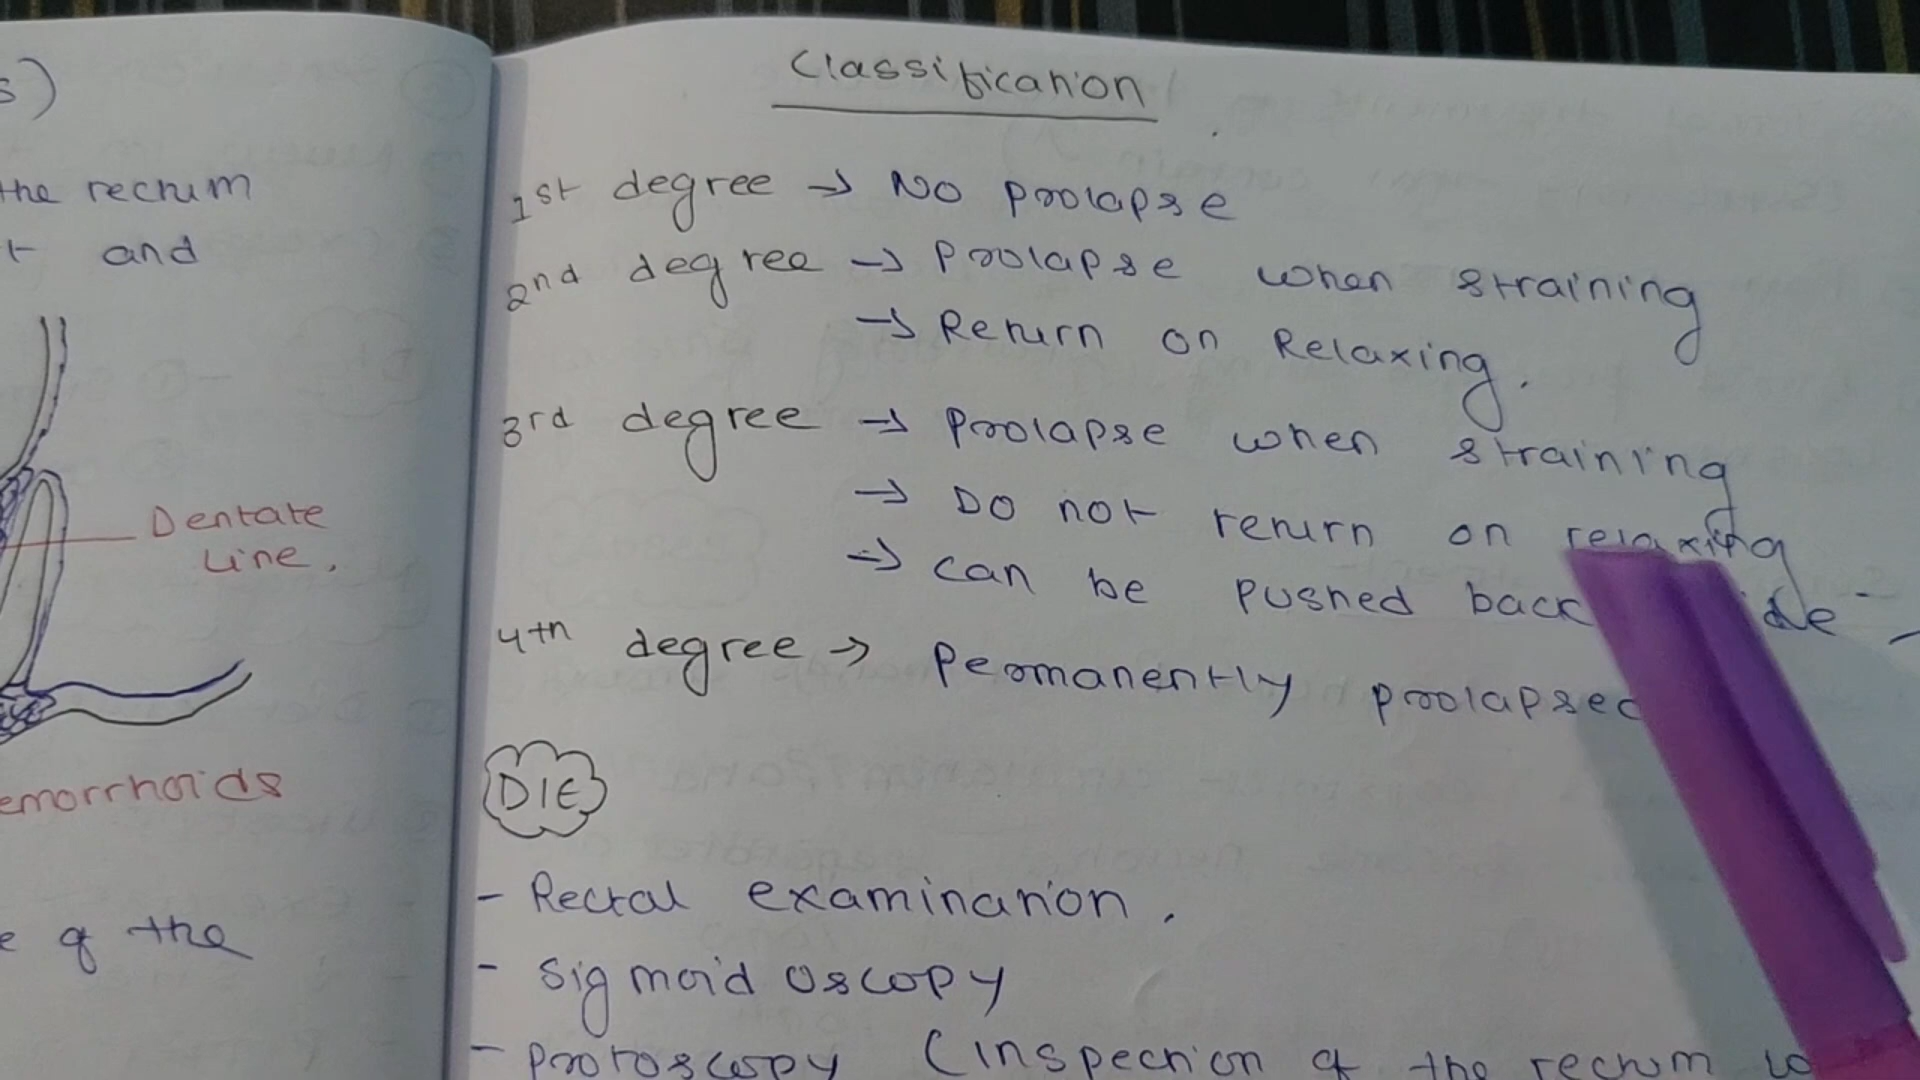 s)
the rectum
t and
Dentate
Line.
emorrhoids
e of the
Classification
1st degree → No prolapse
2nd degree → Prolapse when straining
→ Return on Relaxing.
3rd degree → Prolapse when straining
→ Do not return on relaxing
→ can be pushed back
4th degree → Permanently prolapsed
D/E
- Rectal examination.
- Sigmoidoscopy
- Protoscopy (inspection of the rectum